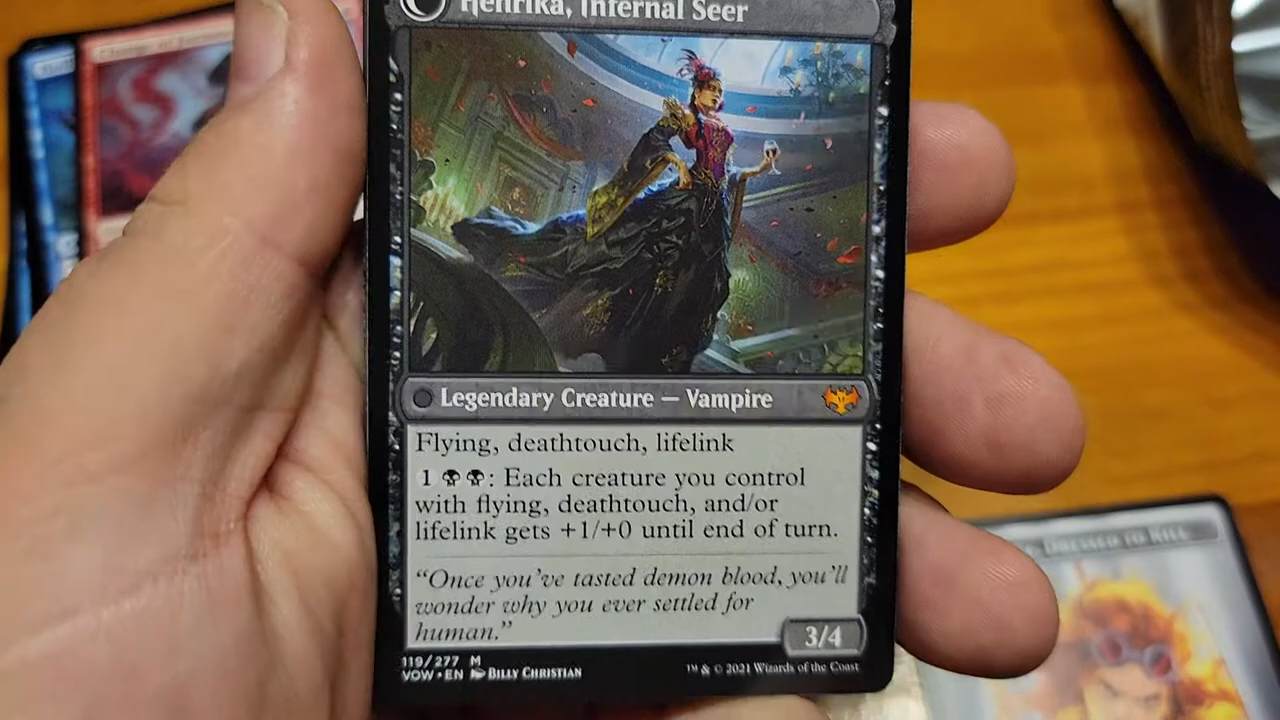 Henrika, Infernal Seer
Legendary Creature — Vampire
Flying, deathtouch, lifelink
1: Each creature you control
with flying, deathtouch, and/or
lifelink gets +1/+0 until end of turn.
"Once you've tasted demon blood, you'll
wonder why you ever settled for
human."
3/4
119/277 M
VOW • EN BILLY CHRISTIAN
™ & © 2021 Wizards of the Coast
DRESSED TO KILL